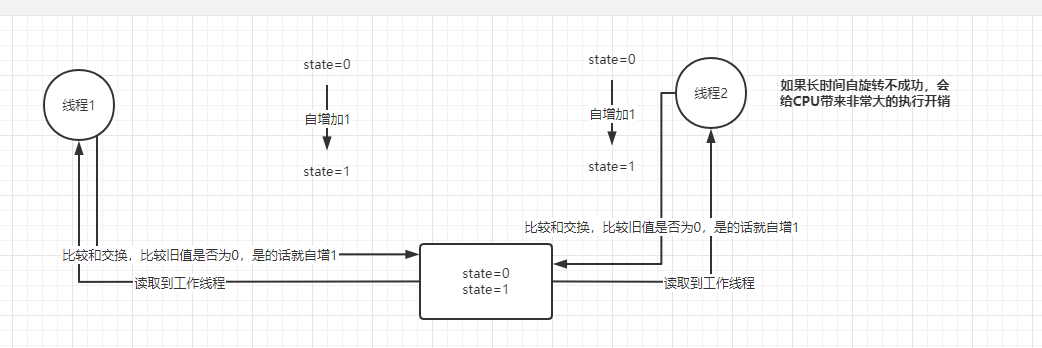 state=0
state=0
线程1
线程2
如果长时间自旋转不成功，会
给CPU带来非常大的执行开销
自增加1
自增加1
state=1
state=1
比较和交换，比较旧值是否为0，是的话就自增1
比较和交换，比较旧值是否为0，是的话就自增1
state=0
state=1
读取到工作线程
读取到工作线程